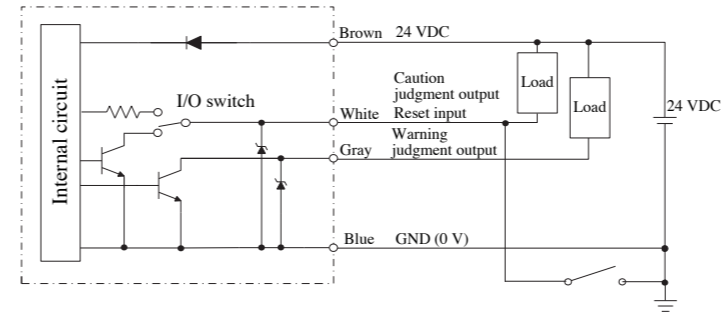 Brown 24 VDC
Caution
judgment output
Load
I/O switch
White Reset input
Load
24 VDC
Warning
Gray judgment output
Internal circuit
Blue GND (0 V)